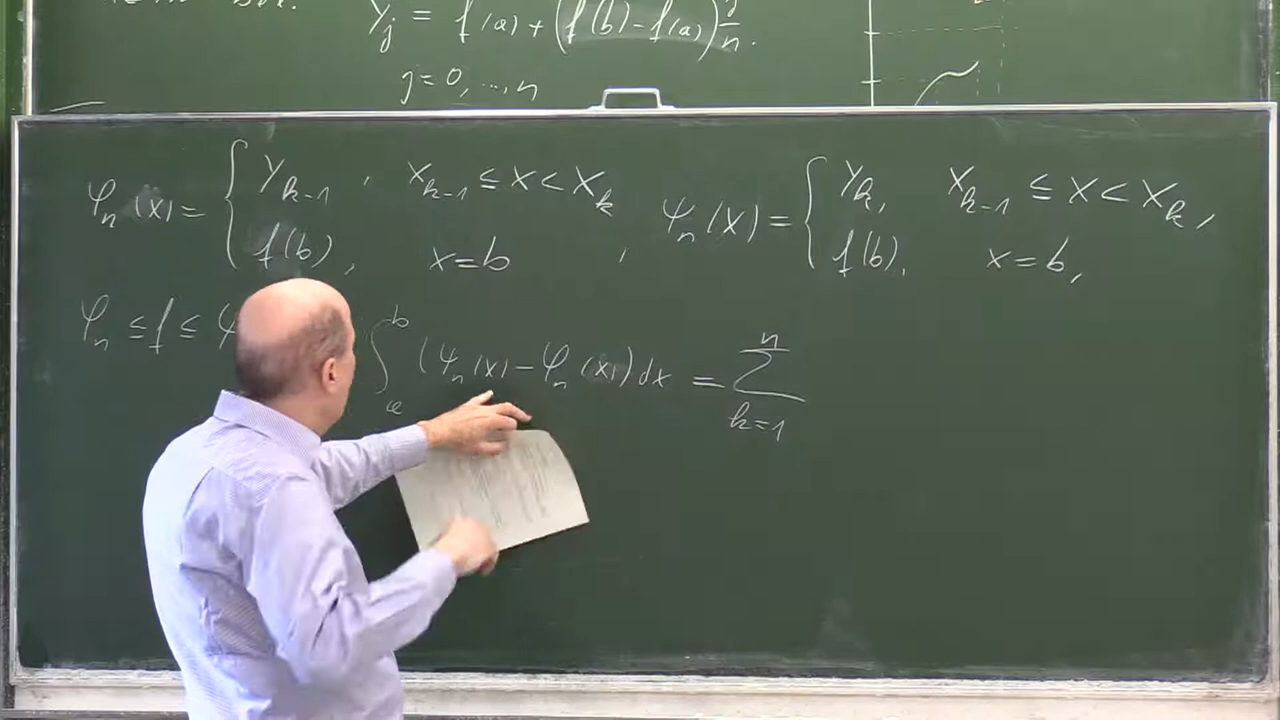 Y_j = f(a) + (f(b) - f(a)) j/n.
j = 0, ..., n
φ_n(x) = { Y_{k-1}, x_{k-1} ≤ x < x_k
f(b), x = b,
ψ_n(x) = { Y_k, x_{k-1} ≤ x < x_k,
f(b), x = b,
φ_n ≤ f ≤ ∫_a^b (ψ_n(x) - φ_n(x)) dx = ∑_{k=1}^n